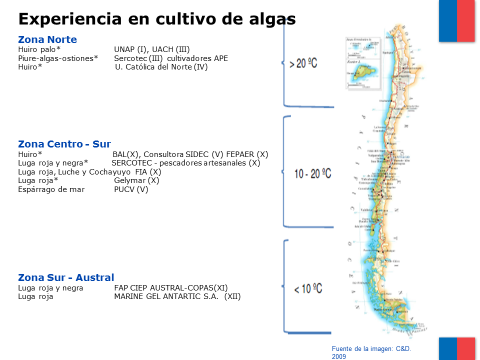 Experiencia en cultivo de algas
Zona Norte
Huiro palo* UNAP (I), UACH (III)
Piure-algas-ostiones* Sercotec (III) cultivadores APE
Huiro* U. Católica del Norte (IV)
> 20 ºC
Zona Centro - Sur
Huiro* BAL(X), Consultora SIDEC (V) FEPAER (X)
Luga roja y negra* SERCOTEC - pescadores artesanales (X)
Luga roja, Luche y Cochayuyo FIA (X)
Luga roja* Gelymar (X)
Espárrago de mar PUCV (V)
10 - 20 ºC
Zona Sur - Austral
Luga roja y negra FAP CIEP AUSTRAL-COPAS(XI)
Luga roja MARINE GEL ANTARTIC S.A. (XII)
< 10 ºC
Fuente de la imagen: C&D.
2009